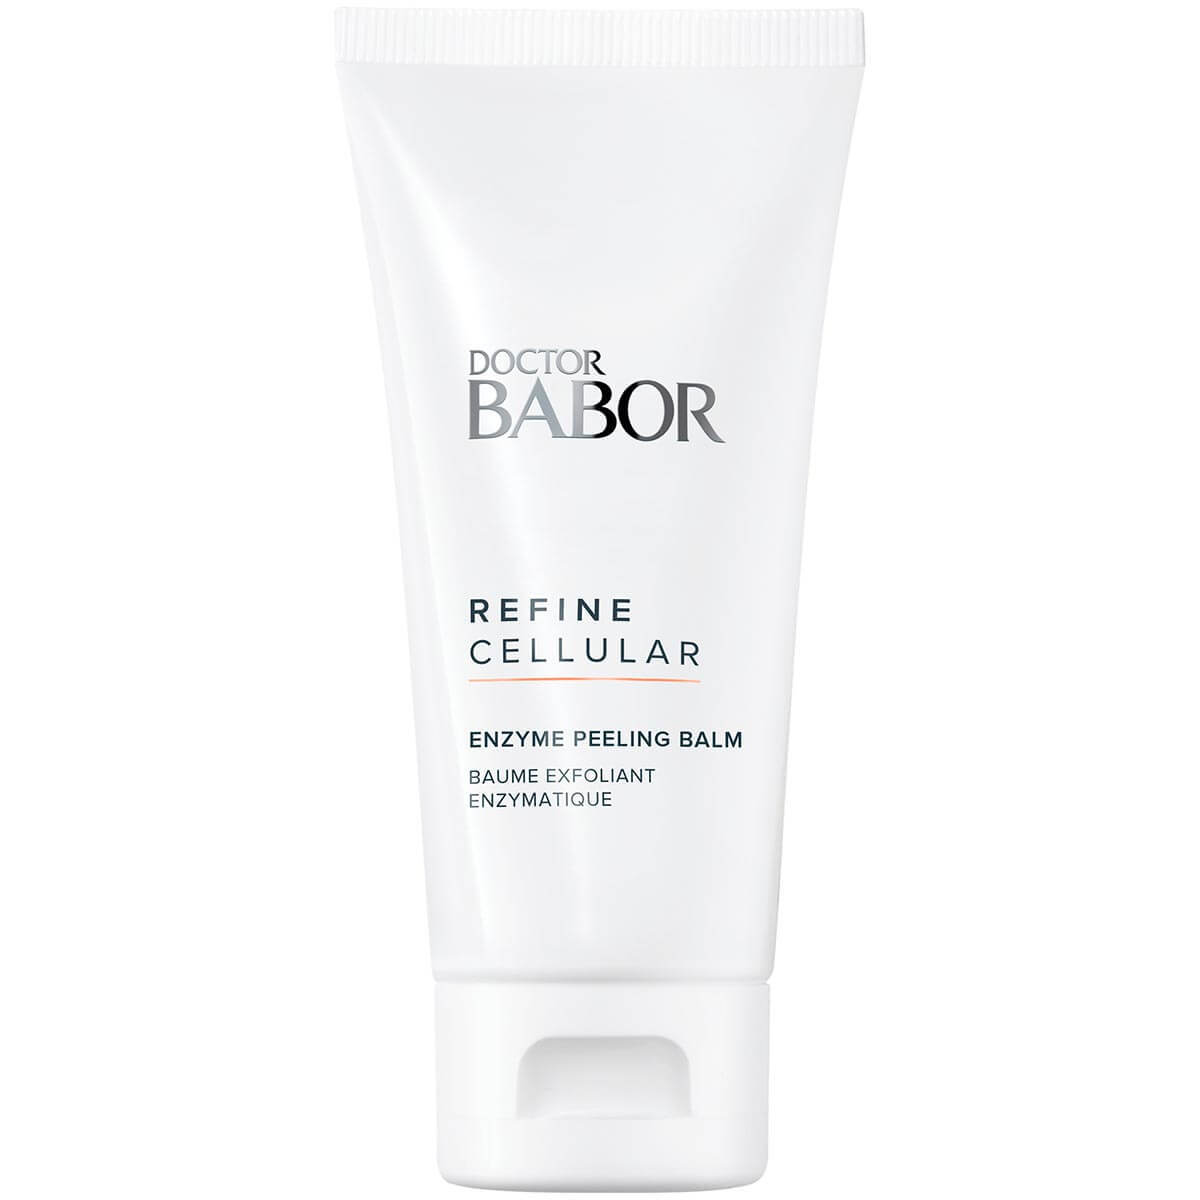 DOCTOR
BABOR
REFINE
CELLULAR
ENZYME PEELING BALM
BAUME EXFOLIANT
ENZYMATIQUE